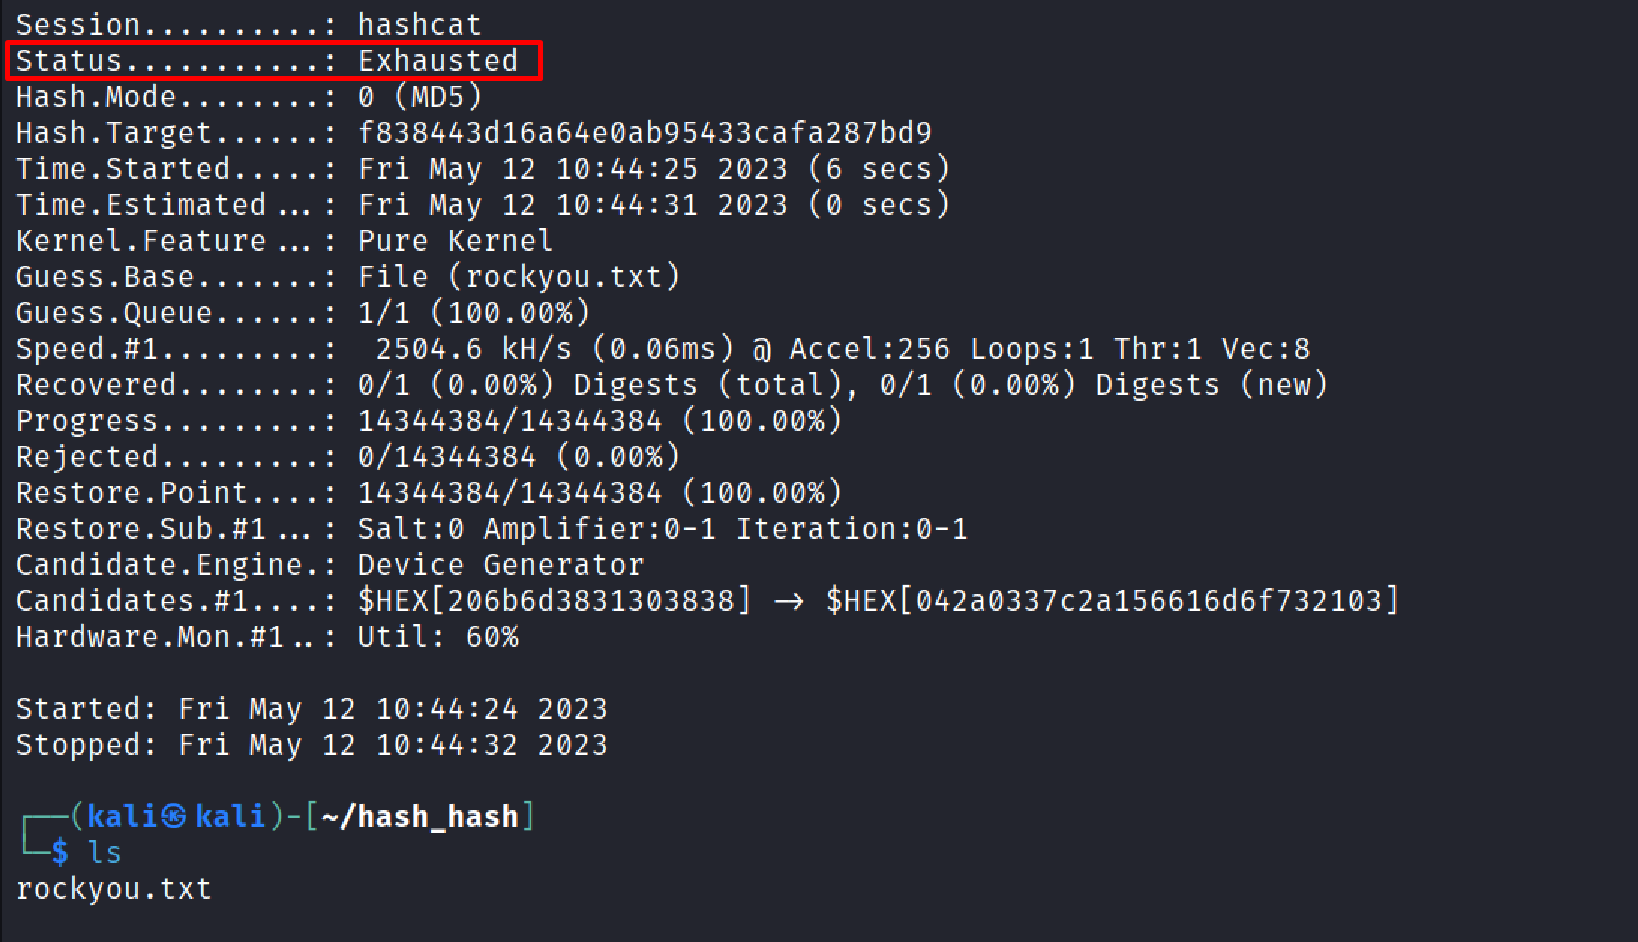 Session..........: hashcat
Status...........: Exhausted
Hash.Mode........: 0 (MD5)
Hash.Target......: f838443d16a64e0ab95433cafa287bd9
Time.Started.....: Fri May 12 10:44:25 2023 (6 secs)
Time.Estimated...: Fri May 12 10:44:31 2023 (0 secs)
Kernel.Feature...: Pure Kernel
Guess.Base.......: File (rockyou.txt)
Guess.Queue......: 1/1 (100.00%)
Speed.#1.........:  2504.6 kH/s (0.06ms) @ Accel:256 Loops:1 Thr:1 Vec:8
Recovered........: 0/1 (0.00%) Digests (total), 0/1 (0.00%) Digests (new)
Progress.........: 14344384/14344384 (100.00%)
Rejected.........: 0/14344384 (0.00%)
Restore.Point....: 14344384/14344384 (100.00%)
Restore.Sub.#1...: Salt:0 Amplifier:0-1 Iteration:0-1
Candidate.Engine.: Device Generator
Candidates.#1....: $HEX[206b6d3831303838] -> $HEX[042a0337c2a156616d6f732103]
Hardware.Mon.#1..: Util: 60%
Started: Fri May 12 10:44:24 2023
Stopped: Fri May 12 10:44:32 2023
┌──(kali㉿kali)-[~/hash_hash]
└─$ ls
rockyou.txt